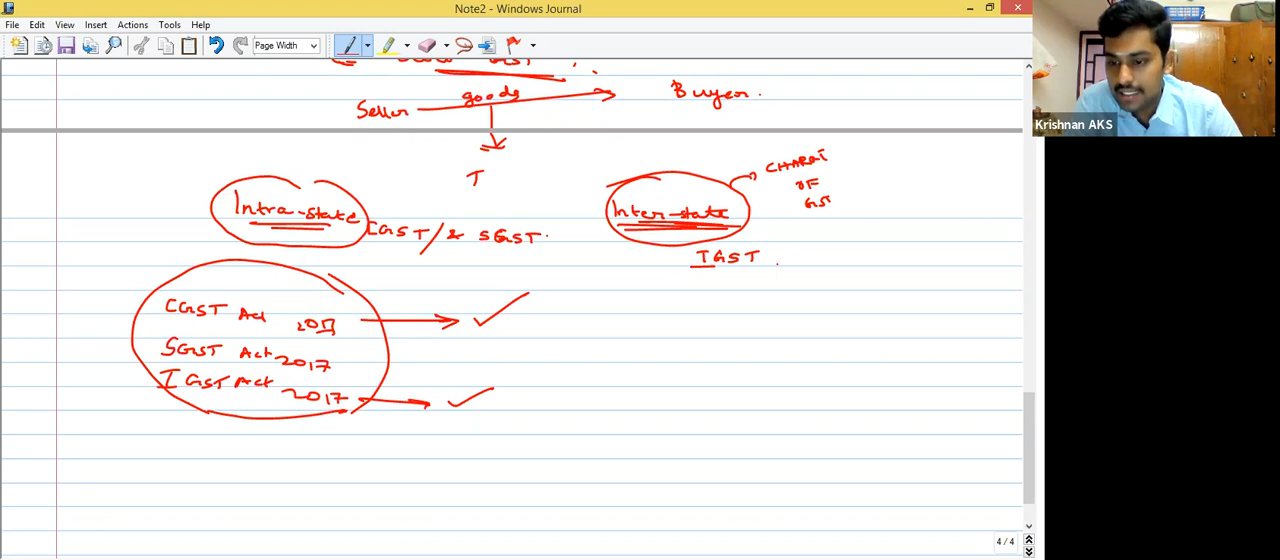 Note2 - Windows Journal
File Edit View Insert Actions Tools Help
Page Width
goods
Seller
Buyer.
Krishnan AKS
T
CHARGE
OF
GST
Intra-state
Inter-state
CGST/& SGST.
IGST.
CGST Act 2017
SGST Act 2017
IGST Act 2017
4 / 4